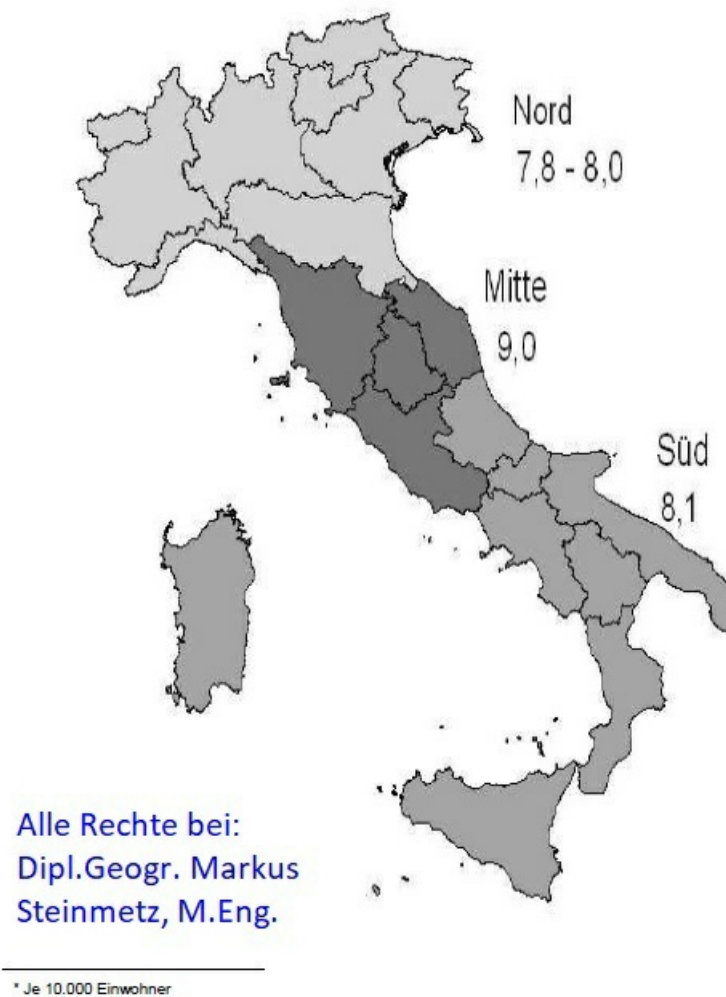 Nord
7,8 - 8,0
Mitte
9,0
Süd
8,1
Alle Rechte bei:
Dipl.Geogr. Markus
Steinmetz, M.Eng.
* Je 10.000 Einwohner